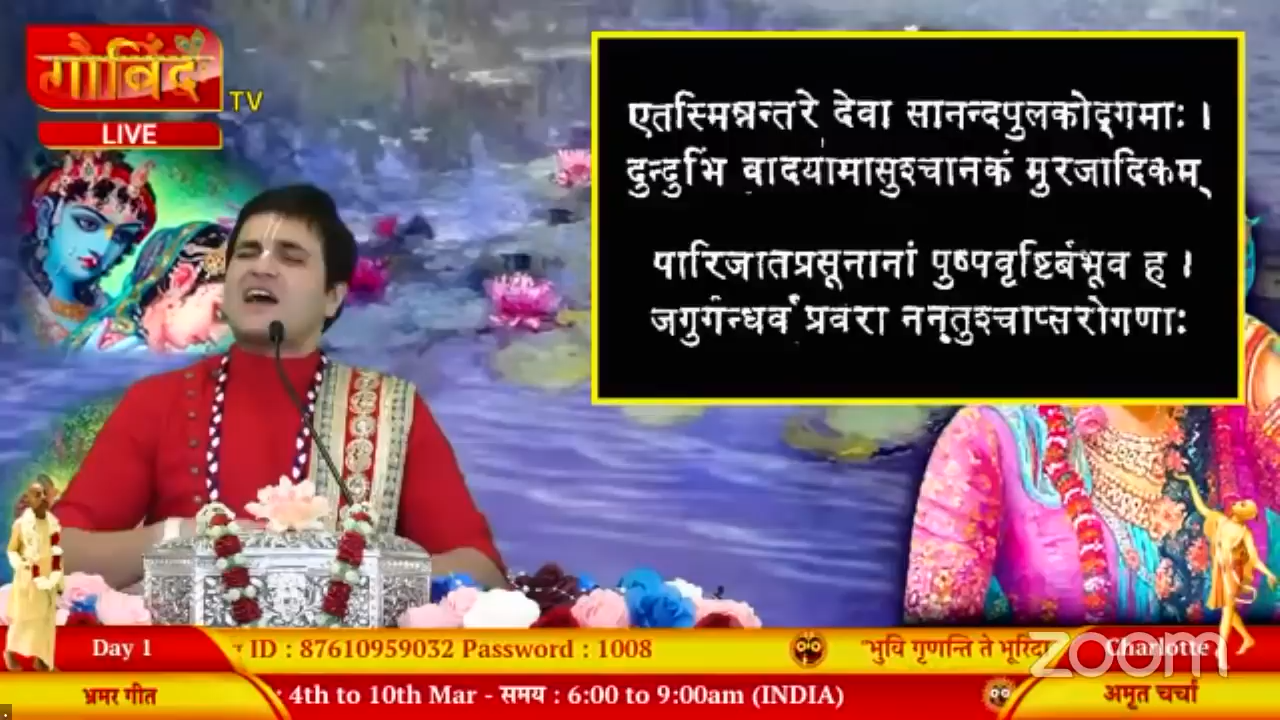 गोविंद
TV
LIVE
एतस्मिन्नन्तरे देवा सानन्दपुलकोद्गमाः ।
दुन्दुभिं वादयामासुश्चानकं मुरजादिकम्
पारिजातप्रसूनानां पुष्पवृष्टिर्बभूव ह ।
जगुर्गन्धर्व प्रवरा ननृतुश्चाप्सरोगणाः
Day 1
ID : 87610959032 Password : 1008
"भुवि गृणन्ति ते भूरिदा
Charlotte
zoom
भ्रमर गीत
: 4th to 10th Mar - समय : 6:00 to 9:00am (INDIA)
अमृत चर्चा